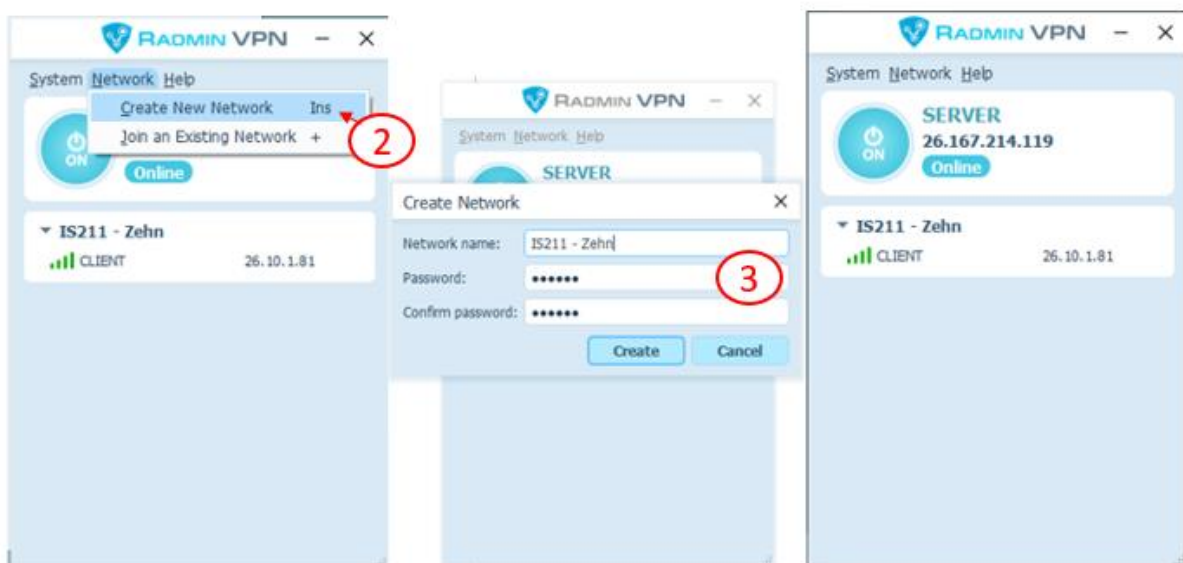 RADMIN VPN
System Network Help
Create New Network Ins
Join an Existing Network +
2
ON
Online
IS211 - Zehn
CLIENT 26.10.1.81
RADMIN VPN
System Network Help
SERVER
Create Network
Network name: IS211 - Zehn
Password: ••••••
3
Confirm password: ••••••
Create Cancel
RADMIN VPN
System Network Help
SERVER
ON
26.167.214.119
Online
IS211 - Zehn
CLIENT 26.10.1.81